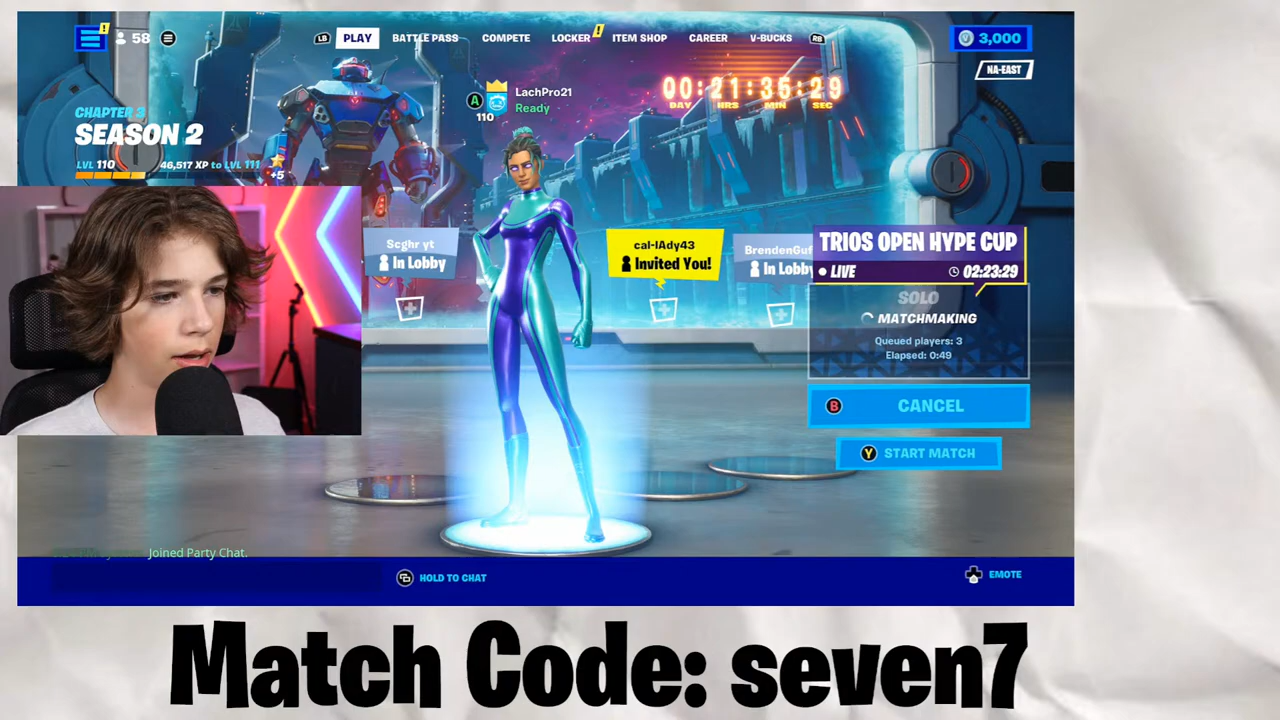 58
LB
PLAY
BATTLE PASS
COMPETE
LOCKER
ITEM SHOP
CAREER
V-BUCKS
RB
3,000
NA-EAST
A
110
LachPro21
Ready
00:21:35:29
DAY HRS MIN SEC
CHAPTER 3
SEASON 2
LVL 110
46,517 XP to LVL 111
+5
Scghr yt
In Lobby
cal-lAdy43
Invited You!
BrendenGuf
In Lobby
TRIOS OPEN HYPE CUP
LIVE
02:23:29
SOLO
MATCHMAKING
Queued players: 3
Elapsed: 0:49
B CANCEL
Y START MATCH
Joined Party Chat.
HOLD TO CHAT
EMOTE
Match Code: seven7